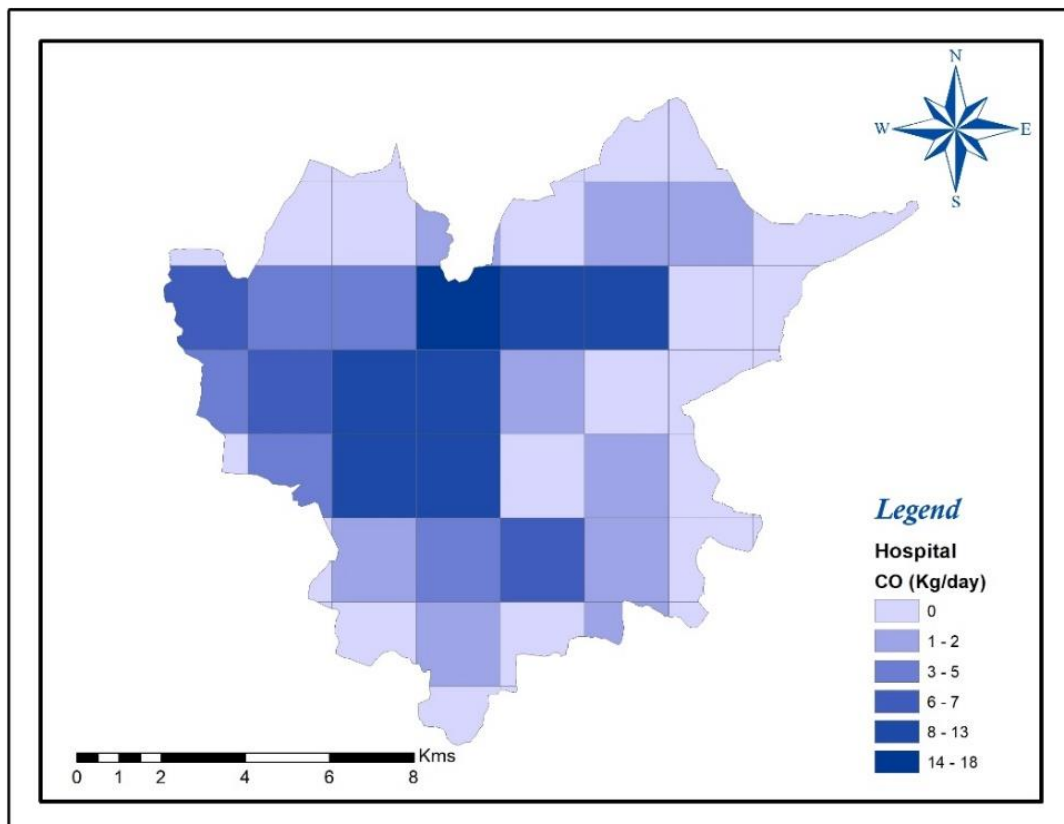 N
W E
S
Legend
Hospital
CO (Kg/day)
0
1 - 2
3 - 5
6 - 7
8 - 13
14 - 18
Kms
0 1 2 4 6 8